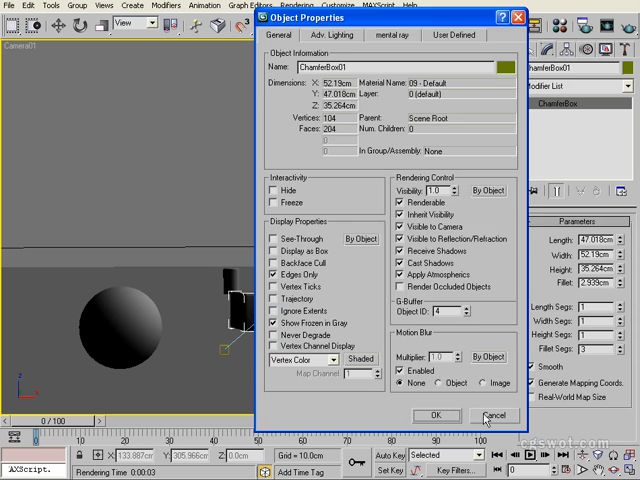 File Edit Tools Group Views Create Modifiers Animation
View
Camera01
Object Properties
General Adv. Lighting mental ray User Defined
Object Information
Name: ChamferBox01
Dimensions: X: 52.19cm Material Name: 09 - Default
Y: 47.018cm Layer: 0 (default)
Z: 35.264cm
Vertices: 104 Parent: Scene Root
Faces: 204 Num. Children: 0
0
0 In Group/Assembly: None
Interactivity
Hide
Freeze
Display Properties
See-Through By Object
Display as Box
Backface Cull
Edges Only
Vertex Ticks
Trajectory
Ignore Extents
Show Frozen in Gray
Never Degrade
Vertex Channel Display
Vertex Color Shaded
Map Channel: 1
Rendering Control
Visibility: 1.0 By Object
Renderable
Inherit Visibility
Visible to Camera
Visible to Reflection/Refraction
Receive Shadows
Cast Shadows
Apply Atmospherics
Render Occluded Objects
G-Buffer
Object ID: 4
Motion Blur
Multiplier: 1.0 By Object
Enabled
None Object Image
OK Cancel
hamferBox01
odifier List
ChamferBox
Parameters
Length: 47.018cm
Width: 52.19cm
Height: 35.264cm
Fillet: 2.939cm
Length Segs: 1
Width Segs: 1
Height Segs: 1
Fillet Segs: 3
Smooth
Generate Mapping Coords.
Real-World Map Size
cgswot.com
0 / 100
0 10 20 30 40 50 60 70 80 90 100
X 133.887cm Y 305.966cm Z 0.0cm Grid = 10.0cm Auto Key Selected
AXScript. Rendering Time 0:00:03 Add Time Tag Set Key Key Filters... 0